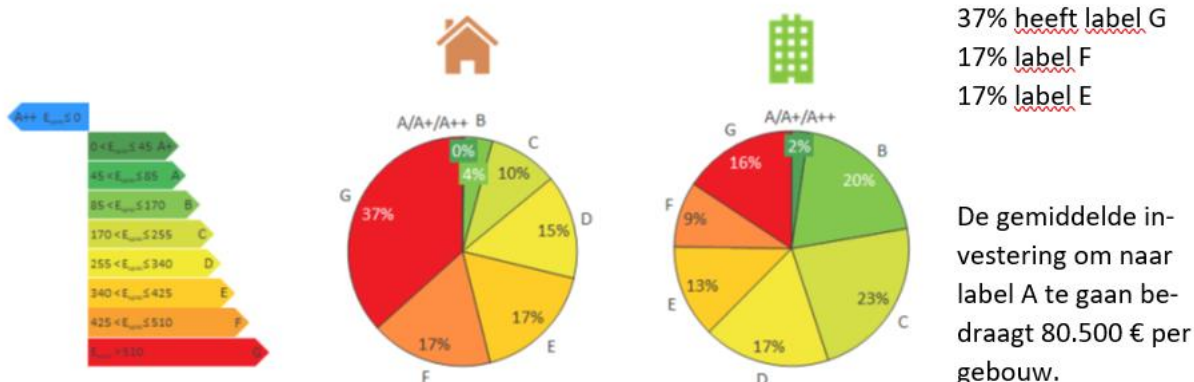 A++
0<E ≤45 A+
45<E ≤85 A
85<E ≤170 B
170<E ≤255 C
255<E ≤340 D
340<E ≤425 E
425<E ≤510 F
>510 G
A/A+/A++ B
C
D
E
F
G
0%
4%
10%
15%
17%
17%
37%
A/A+/A++
B
C
D
E
F
G
2%
20%
23%
17%
13%
9%
16%
37% heeft label G
17% label F
17% label E
De gemiddelde in-
vestering om naar
label A te gaan be-
draagt 80.500 € per
gebouw.